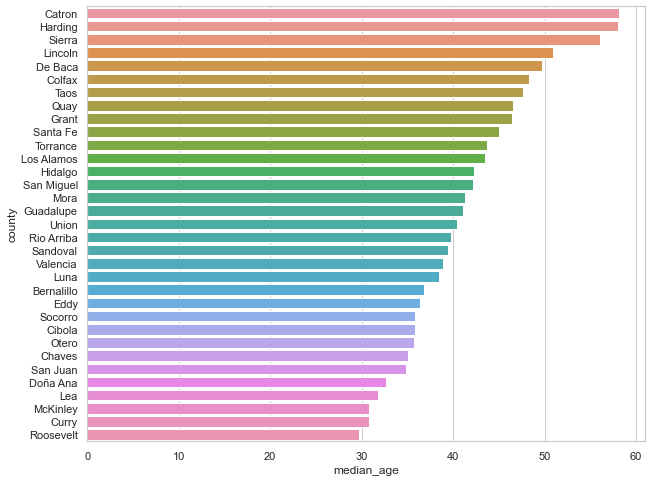 Catron
Harding
Sierra
Lincoln
De Baca
Colfax
Taos
Quay
Grant
Santa Fe
Torrance
Los Alamos
Hidalgo
San Miguel
Mora
Guadalupe
Union
Rio Arriba
Sandoval
Valencia
Luna
Bernalillo
Eddy
Socorro
Cibola
Otero
Chaves
San Juan
Doña Ana
Lea
McKinley
Curry
Roosevelt
county
0 10 20 30 40 50 60
median_age